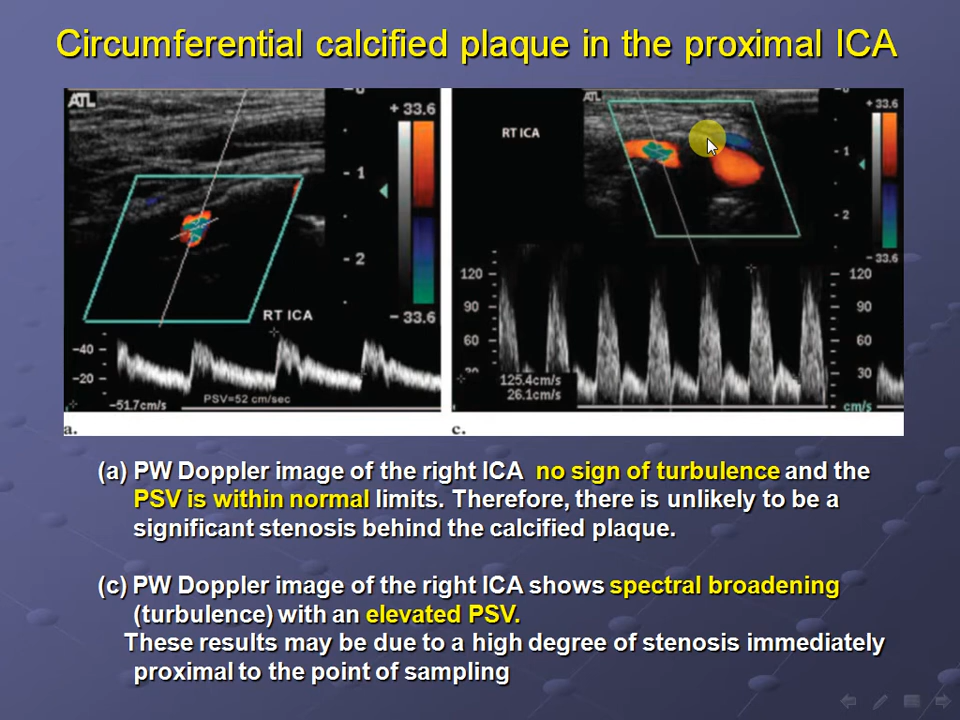 Circumferential calcified plaque in the proximal ICA
ATL
0
+ 33.6
1
2
RT ICA
- 33.6
-40
-20
-51.7cm/s
PSV=52 cm/sec
a.
ATL
RT ICA
0
+ 33.6
1
2
- 33.6
120
90
60
30
125.4cm/s
26.1cm/s
120
90
60
30
cm/s
c.
(a) PW Doppler image of the right ICA no sign of turbulence and the
PSV is within normal limits. Therefore, there is unlikely to be a
significant stenosis behind the calcified plaque.
(c) PW Doppler image of the right ICA shows spectral broadening
(turbulence) with an elevated PSV.
These results may be due to a high degree of stenosis immediately
proximal to the point of sampling